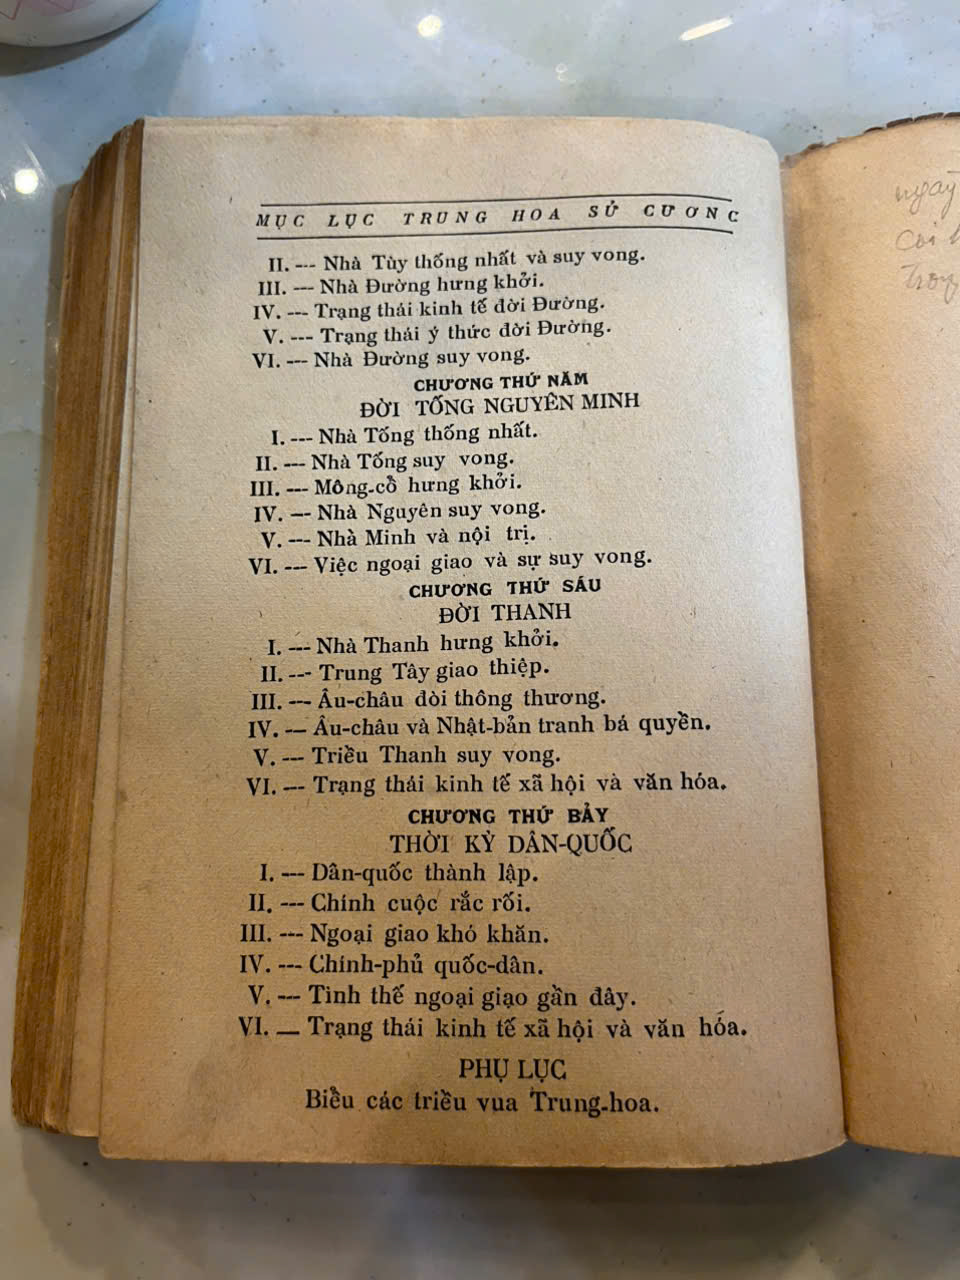 MỤC LỤC TRUNG HOA SỬ CƯƠNG
II. --- Nhà Tùy thống nhất và suy vong.
III. --- Nhà Đường hưng khởi.
IV. --- Trạng thái kinh tế đời Đường.
V. --- Trạng thái ý thức đời Đường.
VI. --- Nhà Đường suy vong.
CHƯƠNG THỨ NĂM
ĐỜI TỐNG NGUYÊN MINH
I. --- Nhà Tống thống nhất.
II. --- Nhà Tống suy vong.
III. --- Mông-cổ hưng khởi.
IV. --- Nhà Nguyên suy vong.
V. --- Nhà Minh và nội trị.
VI. --- Việc ngoại giao và sự suy vong.
CHƯƠNG THỨ SÁU
ĐỜI THANH
I. --- Nhà Thanh hưng khởi.
II. --- Trung Tây giao thiệp.
III. --- Âu-châu đòi thông thương.
IV. — Âu-châu và Nhật-bản tranh bá quyền.
V. --- Triều Thanh suy vong.
VI. --- Trạng thái kinh tế xã hội và văn hóa.
CHƯƠNG THỨ BẢY
THỜI KỲ DÂN-QUỐC
I. --- Dân-quốc thành lập.
II. --- Chính cuộc rắc rối.
III. --- Ngoại giao khó khăn.
IV. --- Chính-phủ quốc-dân.
V. --- Tình thế ngoại giạo gần đây.
VI. — Trạng thái kinh tế xã hội và văn hóa.
PHỤ LỤC
Biểu các triều vua Trung-hoa.
ngày
coi